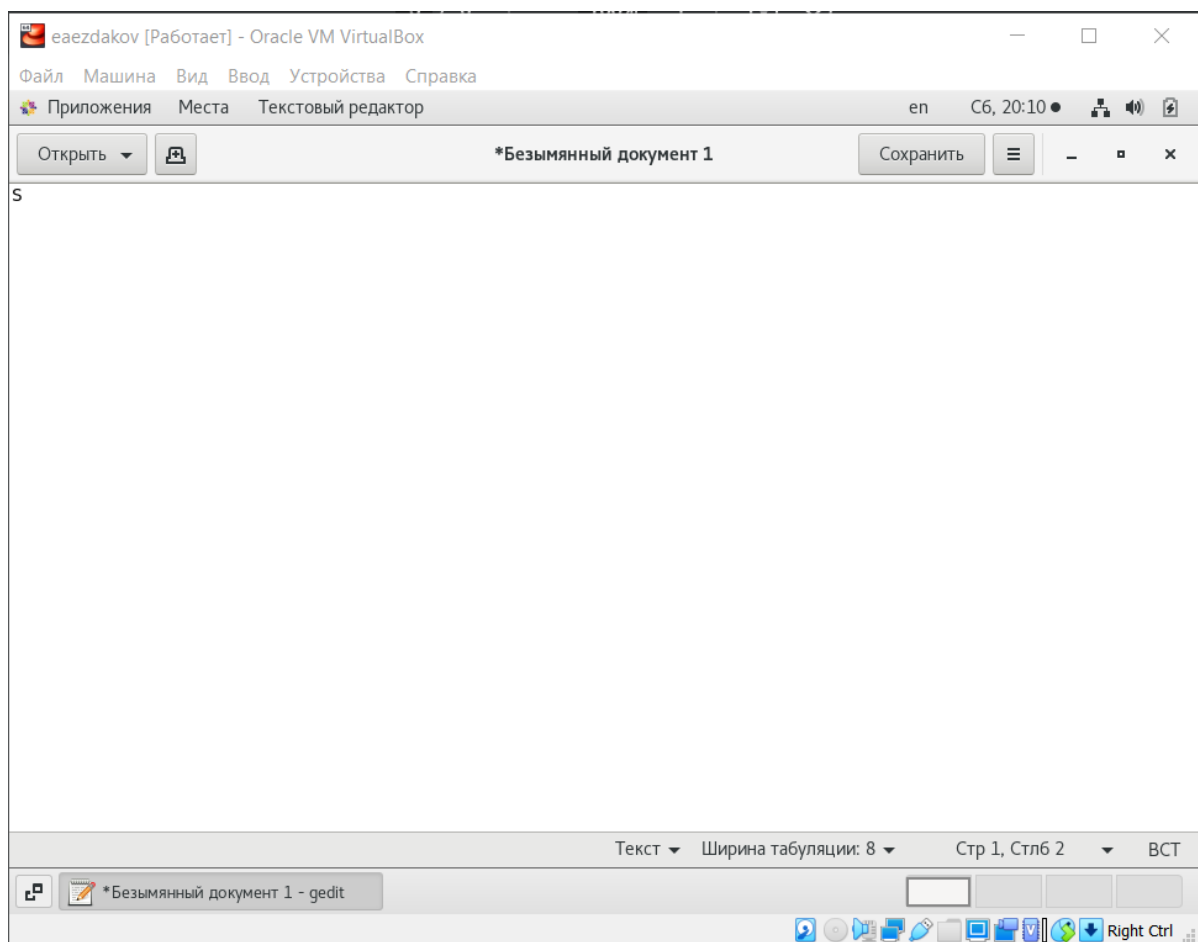 eaezdakov [Работает] - Oracle VM VirtualBox
Файл Машина Вид Ввод Устройства Справка
Приложения Места Текстовый редактор en Сб, 20:10
Открыть *Безымянный документ 1 Сохранить
s
Текст Ширина табуляции: 8 Стр 1, Стлб 2 ВСТ
*Безымянный документ 1 - gedit
Right Ctrl